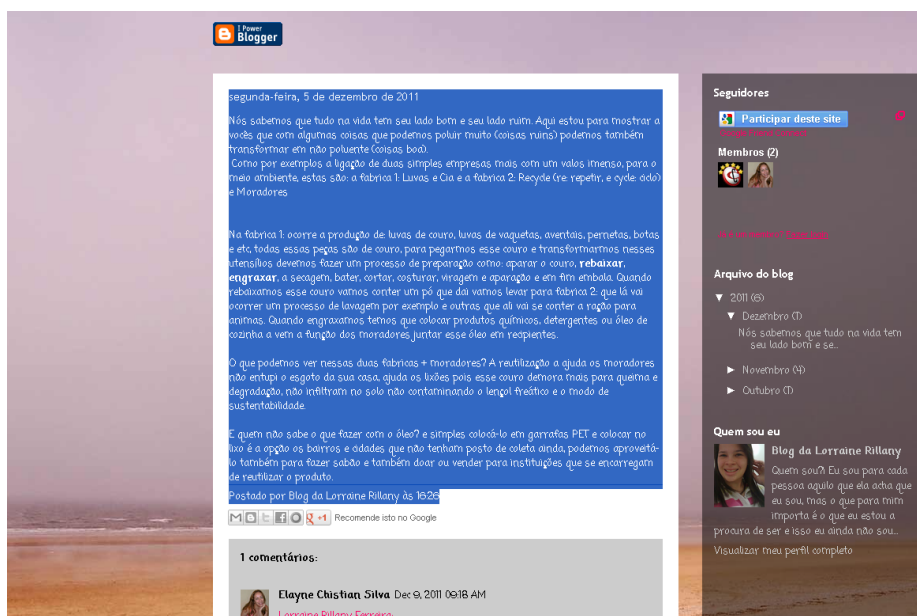 I Power
Blogger
segunda-feira, 5 de dezembro de 2011
Nós sabemos que tudo na vida tem seu lado bom e seu lado ruim. Aqui estou para mostrar a
vocês que com algumas coisas que podemos poluir muito (coisas ruins) podemos também
transformar em não poluente (coisas boa).
Como por exemplos a ligação de duas simples empresas mais com um valos imenso, para o
meio ambiente, estas são: a fabrica 1: Luvas e Cia e a fabrica 2: Recycle (re: repetir, e cycle: ciclo)
e Moradores
Na fabrica 1: ocorre a produção de: luvas de couro, luvas de vaquetas, aventais, pernetas, botas
e etc, todas essas peças são de couro, para pegarmos esse couro e transformarmos nesses
utensílios devemos fazer um processo de preparação como: aparar o couro, rebaixar,
engraxar, a secagem, bater, cortar, costurar, viragem e aparação e em fim embala. Quando
rebaixamos esse couro vamos conter um pó que dai vamos levar para fabrica 2: que lá vai
ocorrer um processo de lavagem por exemplo e outras que ali vai se conter a ração para
animas. Quando engraxamos temos que colocar produtos químicos, detergentes ou óleo de
cozinha a vem a função dos moradores juntar esse óleo em recipientes.
O que podemos ver nessas duas fabricas + moradores? A reutilização a ajuda os moradores
não entupi o esgoto da sua casa, ajuda os lixões pois esse couro demora mais para queima e
degradação, não infiltram no solo não contaminando o lençol freático e o modo de
sustentabilidade.
E quem não sabe o que fazer com o óleo? e simples colocá-lo em garrafas PET e colocar no
lixo é a opção os bairros e cidades que não tenham posto de coleta ainda, podemos aproveitá-
lo também para fazer sabão e também doar ou vender para instituições que se encarregam
de reutilizar o produto.
Postado por Blog da Lorraine Rillany às 16:26
+1 Recomende isto no Google
1 comentários:
Elayne Chistian Silva Dec 9, 2011 09:18 AM
Lorraine Rillany Ferreira:
Seguidores
Participar deste site
Google Friend Connect
Membros (2)
Arquivo do blog
▼ 2011 (6)
▼ Dezembro (1)
Nós sabemos que tudo na vida tem
seu lado bom e se...
► Novembro (4)
► Outubro (1)
Quem sou eu
Blog da Lorraine Rillany
Quem sou?! Eu sou para cada
pessoa aquilo que ela acha que
eu sou, mas o que para mim
importa é o que eu estou a
procura de ser e isso eu ainda não sou...
Visualizar meu perfil completo